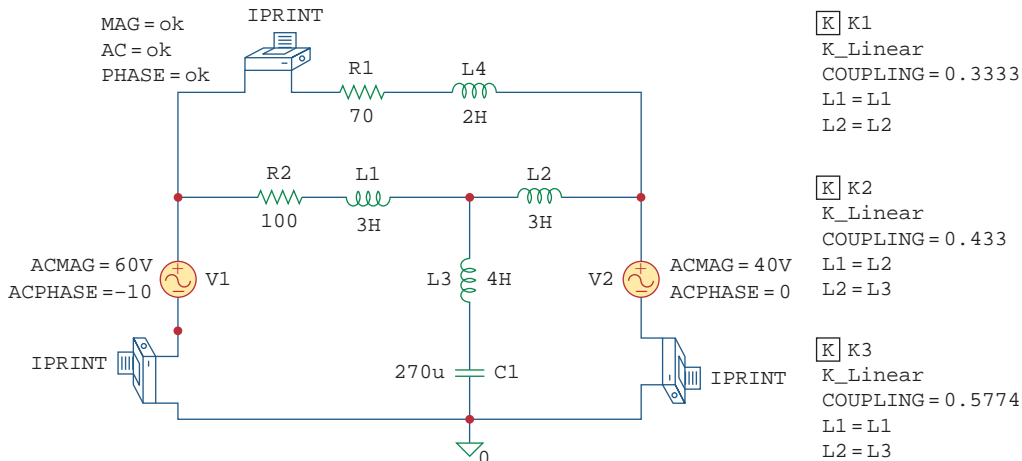 MAG = ok
AC = ok
PHASE = ok
IPRINT
R1
70
L4
2H
R2
100
L1
3H
L2
3H
ACMAG = 60V
ACPHASE = −10
V1
L3
4H
V2
ACMAG = 40V
ACPHASE = 0
IPRINT
270u
C1
IPRINT
0
K K1
K_Linear
COUPLING = 0.3333
L1 = L1
L2 = L2
K K2
K_Linear
COUPLING = 0.433
L1 = L2
L2 = L3
K K3
K_Linear
COUPLING = 0.5774
L1 = L1
L2 = L3